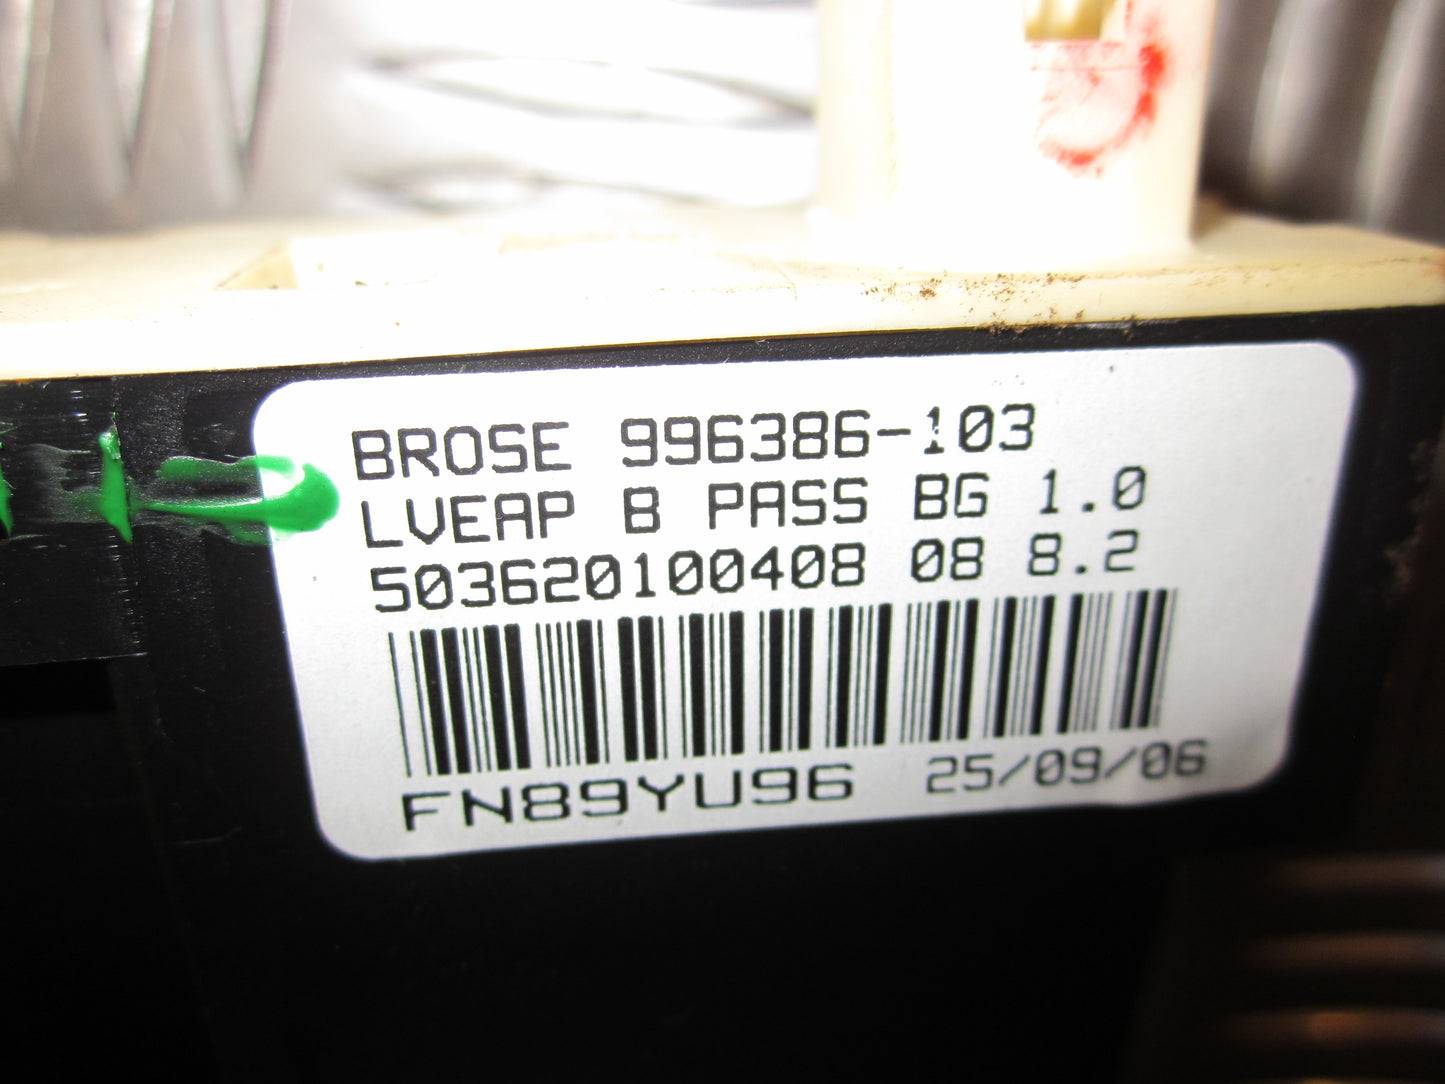 BROSE 996386-103
LVEAP B PASS BG 1.0
503620100408 08 8.2
FN89YU96 25/09/06